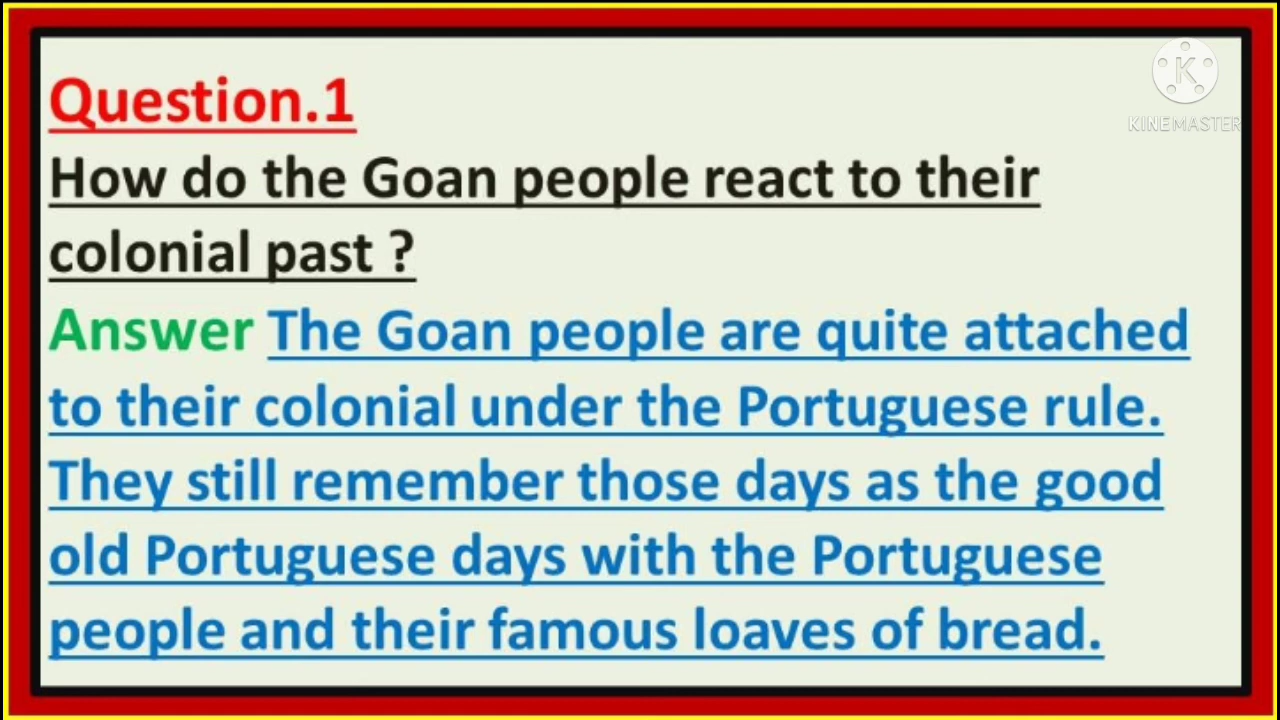 K
KINEMASTER
Question.1
How do the Goan people react to their
colonial past ?
Answer The Goan people are quite attached
to their colonial under the Portuguese rule.
They still remember those days as the good
old Portuguese days with the Portuguese
people and their famous loaves of bread.